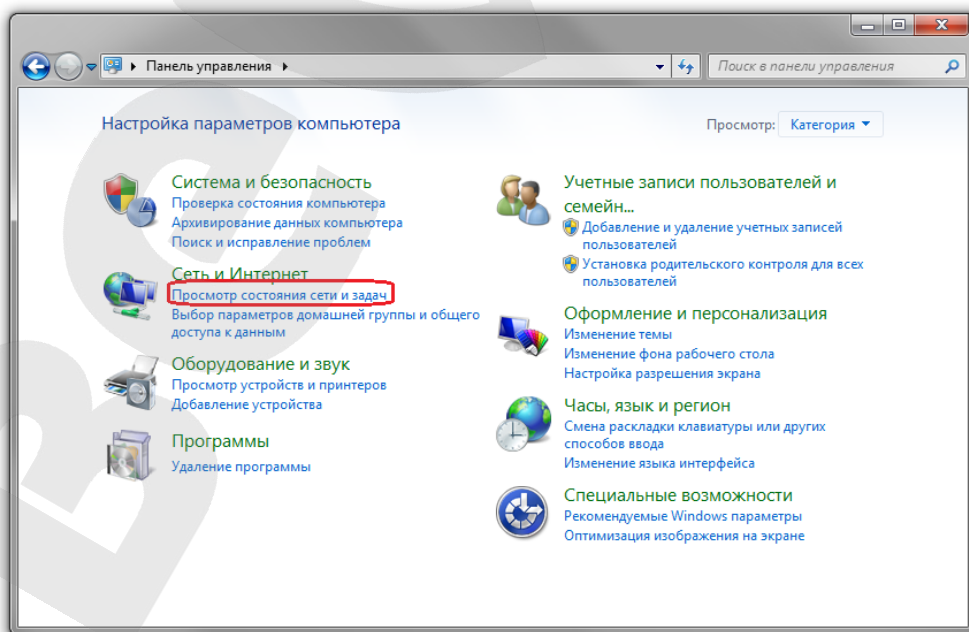 Панель управления
Поиск в панели управления
Настройка параметров компьютера
Просмотр: Категория
Система и безопасность
Проверка состояния компьютера
Архивирование данных компьютера
Поиск и исправление проблем
Сеть и Интернет
Просмотр состояния сети и задач
Выбор параметров домашней группы и общего
доступа к данным
Оборудование и звук
Просмотр устройств и принтеров
Добавление устройства
Программы
Удаление программы
Учетные записи пользователей и
семейн...
Добавление и удаление учетных записей
пользователей
Установка родительского контроля для всех
пользователей
Оформление и персонализация
Изменение темы
Изменение фона рабочего стола
Настройка разрешения экрана
Часы, язык и регион
Смена раскладки клавиатуры или других
способов ввода
Изменение языка интерфейса
Специальные возможности
Рекомендуемые Windows параметры
Оптимизация изображения на экране